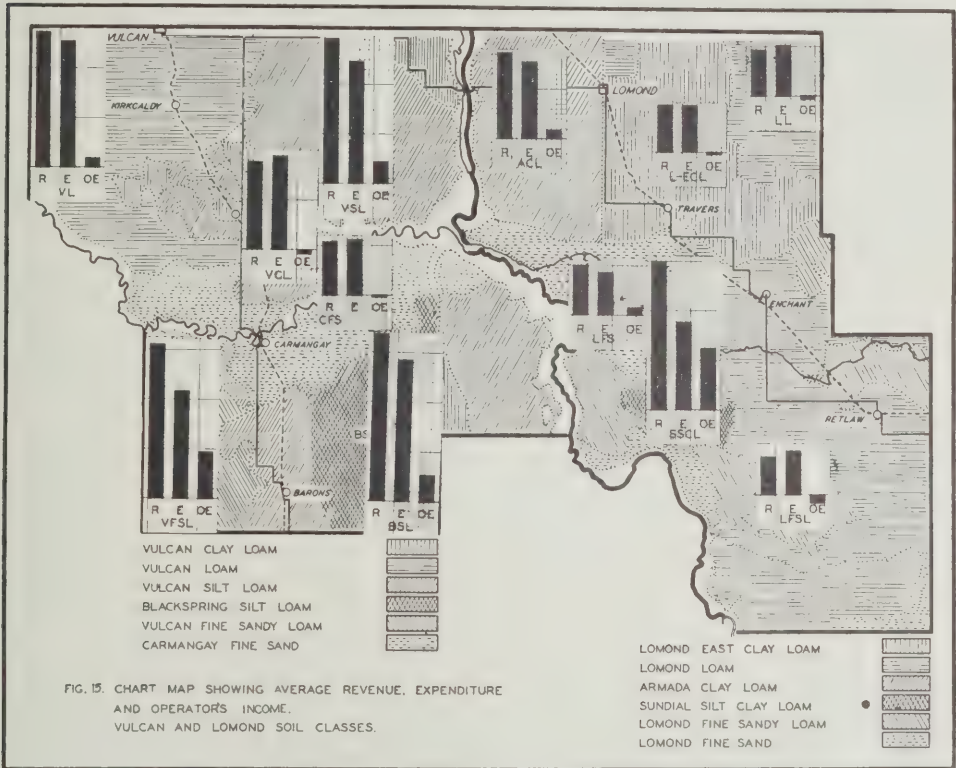 VULCAN
KIRKCALDY
LOMOND
R E OE
VL
R E OE
VSL
R, E OE
ACL
R E OE
L-ECL
R E OE
LL
R E OE
VCL
TRAVERS
R E OE
CFS
R E OE
LFS
ENCHANT
CARMANGAY
BS
R E OE
SSCL
RETLAW
BARONS
R E OE
VFSL
R E OE
BSL
R E OE
LFSL
VULCAN CLAY LOAM
VULCAN LOAM
VULCAN SILT LOAM
BLACKSPRING SILT LOAM
VULCAN FINE SANDY LOAM
CARMANGAY FINE SAND
LOMOND EAST CLAY LOAM
LOMOND LOAM
ARMADA CLAY LOAM
SUNDIAL SILT CLAY LOAM
LOMOND FINE SANDY LOAM
LOMOND FINE SAND
FIG. 15. CHART MAP SHOWING AVERAGE REVENUE, EXPENDITURE
AND OPERATOR'S INCOME.
VULCAN AND LOMOND SOIL CLASSES.